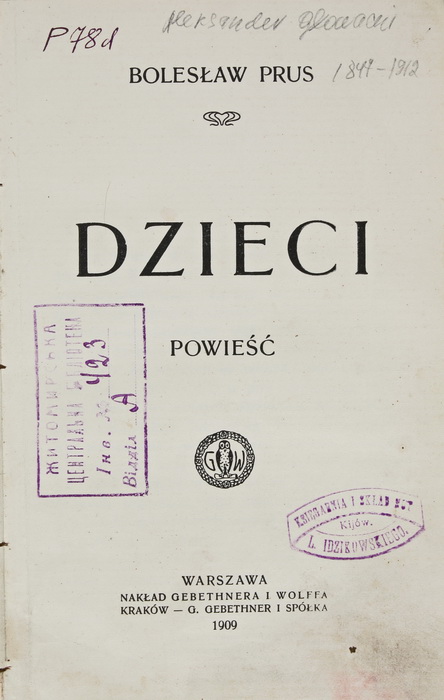 P78d
Aleksander Głowacki
1847-1912
BOLESŁAW PRUS
DZIECI
POWIEŚĆ
ЖИТОМИРСЬКА
ЦЕНТРАЛЬНА БІБЛІОТЕКА
Інв. № 423
Відділ А
G W
KSIĘGARNIA I SKŁAD NUT
Kijów.
L. IDZIKOWSKIEGO.
WARSZAWA
NAKŁAD GEBETHNERA I WOLFFA
KRAKÓW — G. GEBETHNER I SPÓŁKA
1909